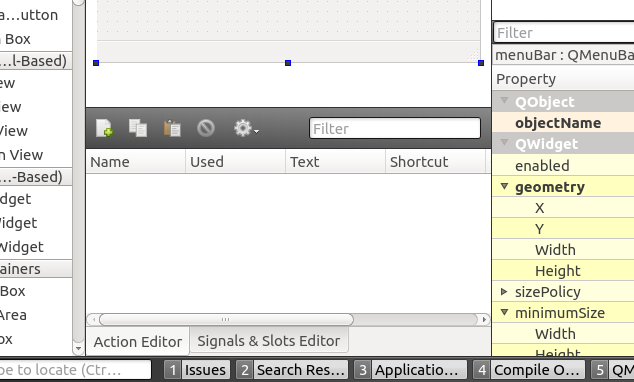 a...utton
Box
...l-Based)
ew
iew
View
n View
...-Based)
dget
Widget
Widget
ainers
Box
Area
ox
Filter
Name Used Text Shortcut
Action Editor Signals & Slots Editor
Filter
menuBar : QMenuBa
Property
QObject
objectName
QWidget
enabled
geometry
X
Y
Width
Height
sizePolicy
minimumSize
Width
Height
pe to locate (Ctr... 1 Issues 2 Search Res... 3 Applicatio... 4 Compile O... 5 QM